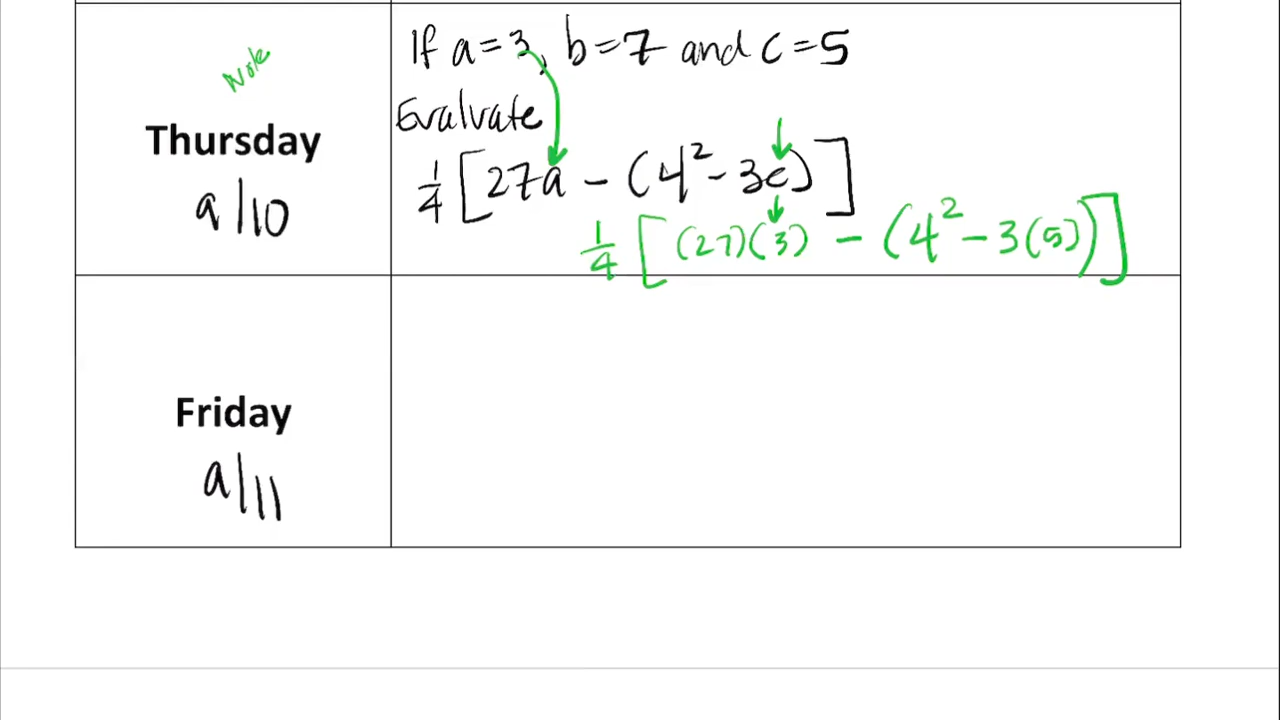 Note
Thursday
9/10
If a=3, b=7 and c=5
Evaluate
1/4 [27a - (4² - 3c)]
1/4 [(27)(3) - (4² - 3(5))]
Friday
9/11